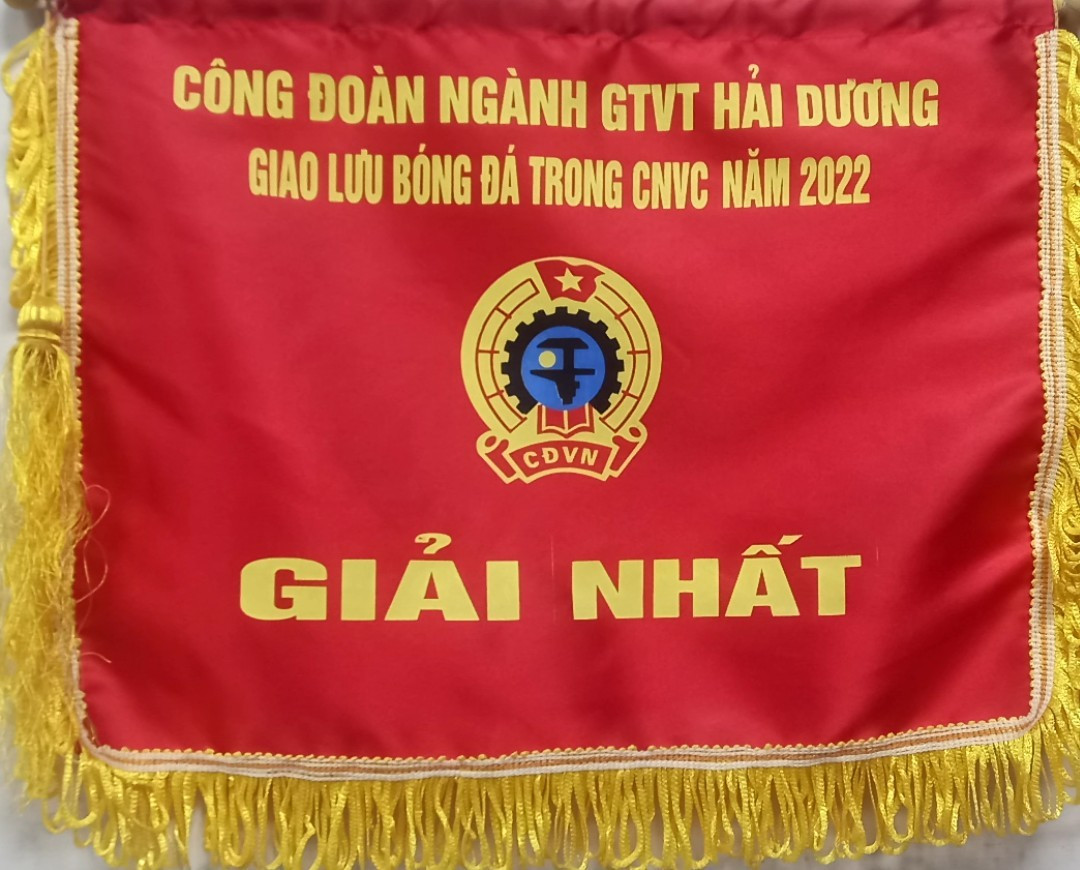 CÔNG ĐOÀN NGÀNH GTVT HẢI DƯƠNG
GIAO LƯU BÓNG ĐÁ TRONG CNVC NĂM 2022
CĐVN
GIẢI NHẤT